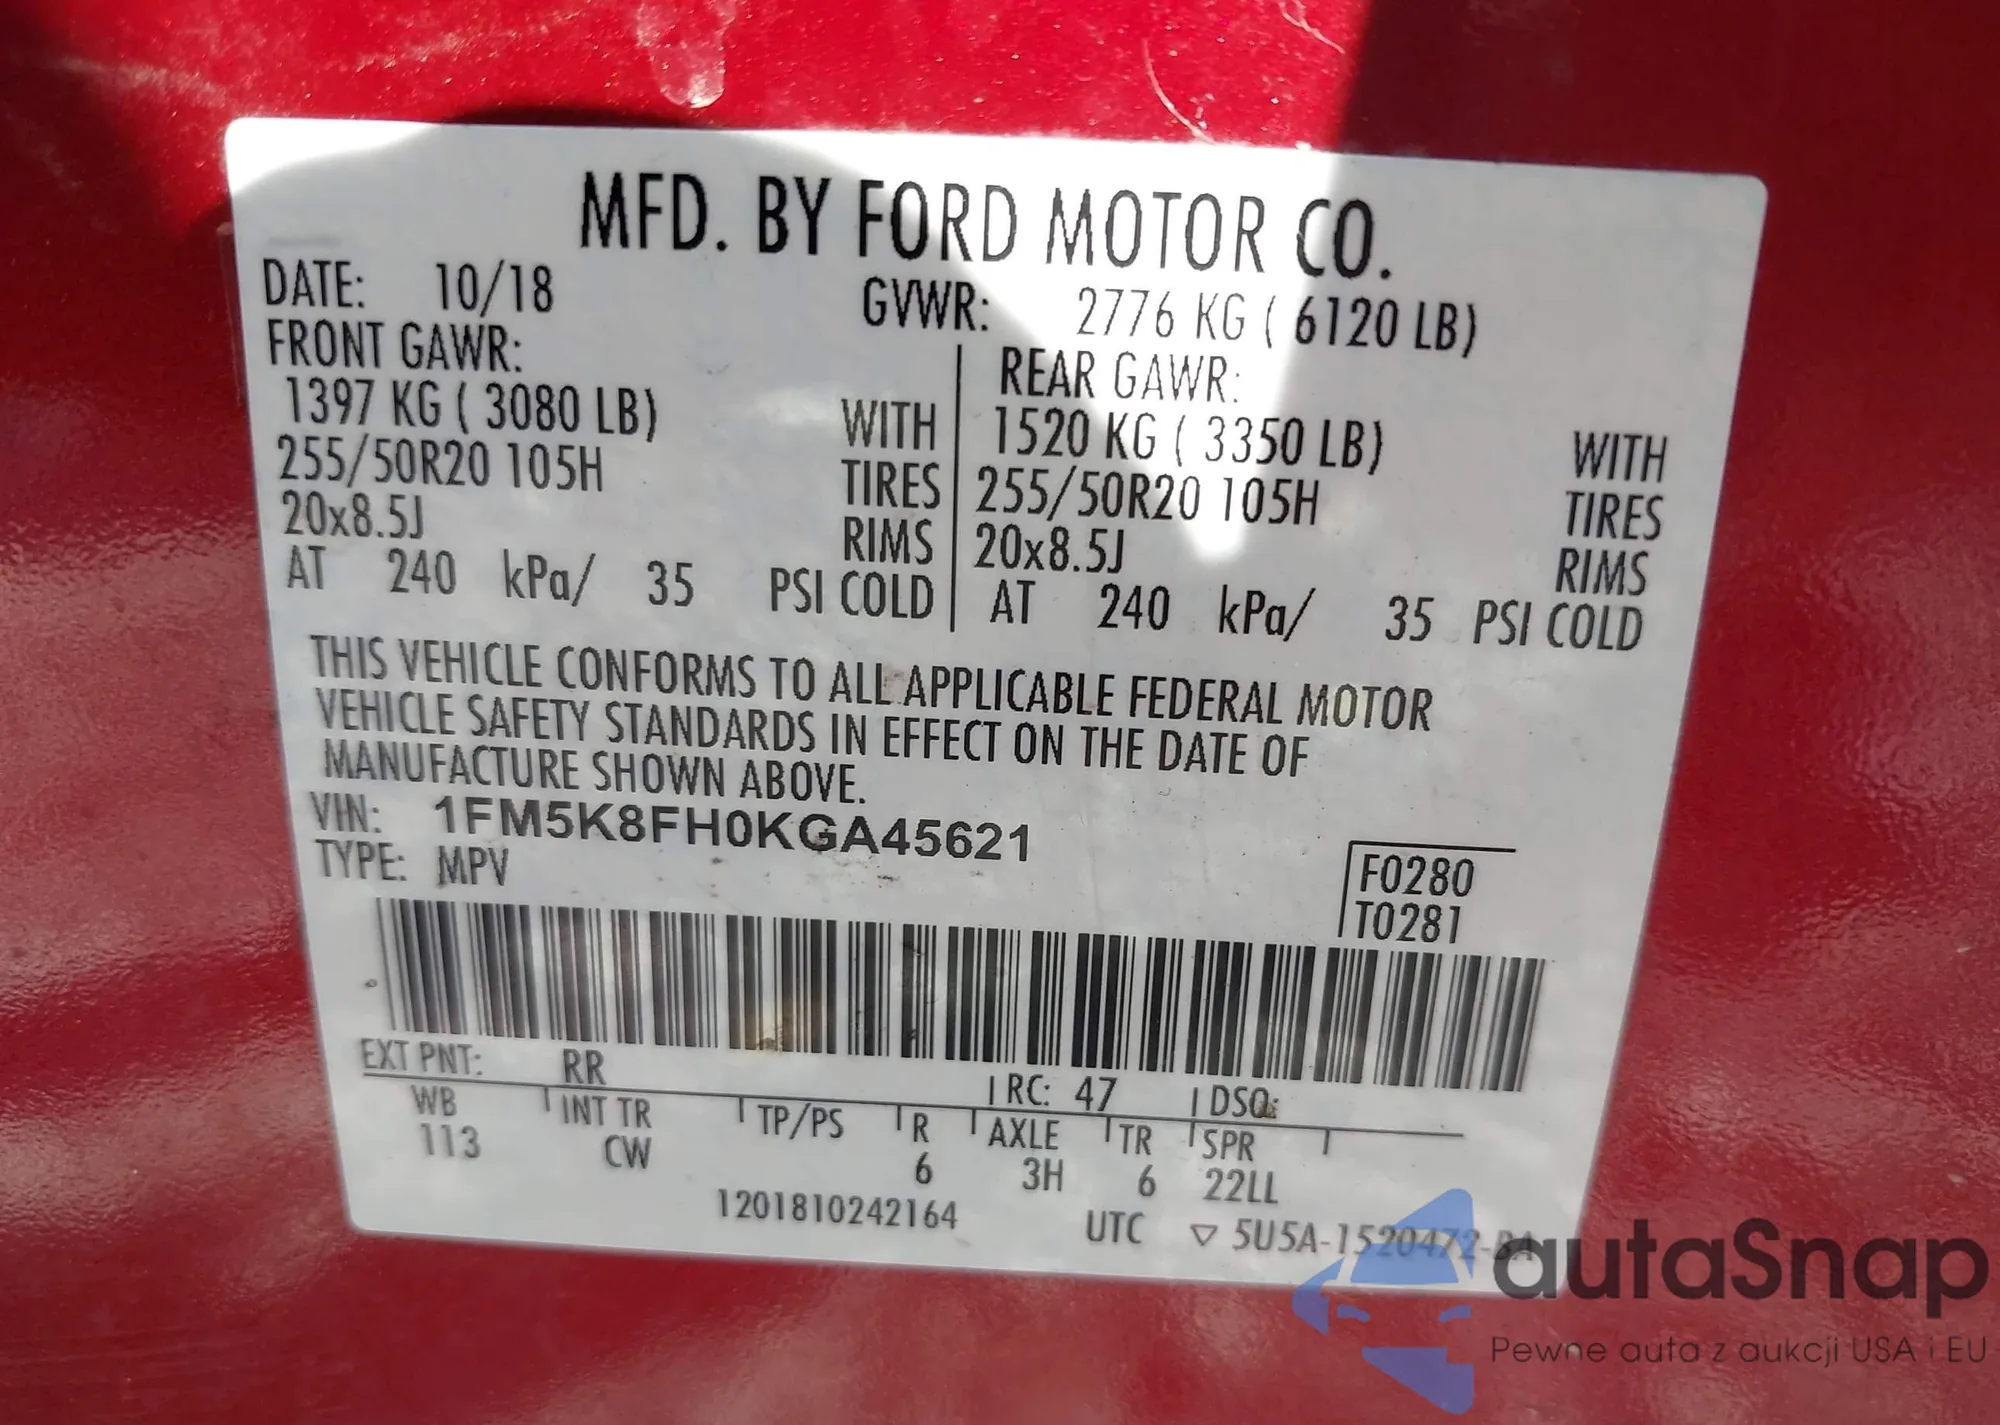 MFD. BY FORD MOTOR CO.
DATE: 10/18 GVWR: 2776 KG ( 6120 LB)
FRONT GAWR: REAR GAWR:
1397 KG ( 3080 LB) WITH 1520 KG ( 3350 LB) WITH
255/50R20 105H TIRES 255/50R20 105H TIRES
20x8.5J RIMS 20x8.5J RIMS
AT 240 kPa/ 35 PSI COLD AT 240 kPa/ 35 PSI COLD
THIS VEHICLE CONFORMS TO ALL APPLICABLE FEDERAL MOTOR
VEHICLE SAFETY STANDARDS IN EFFECT ON THE DATE OF
MANUFACTURE SHOWN ABOVE.
VIN: 1FM5K8FH0KGA45621
TYPE: MPV
F0280
T0281
EXT PNT: RR RC: 47 DSO:
WB INT TR TP/PS R AXLE TR SPR
113 CW 6 3H 6 22LL
1201810242164 UTC ▽ 5U5A-1520472-BA
autaSnap
Pewne auta z aukcji USA i EU